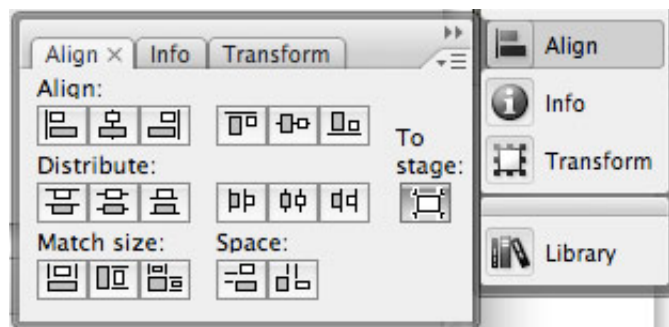 Align × Info Transform
Align:
To
stage:
Distribute:
Match size: Space:
Align
Info
Transform
Library